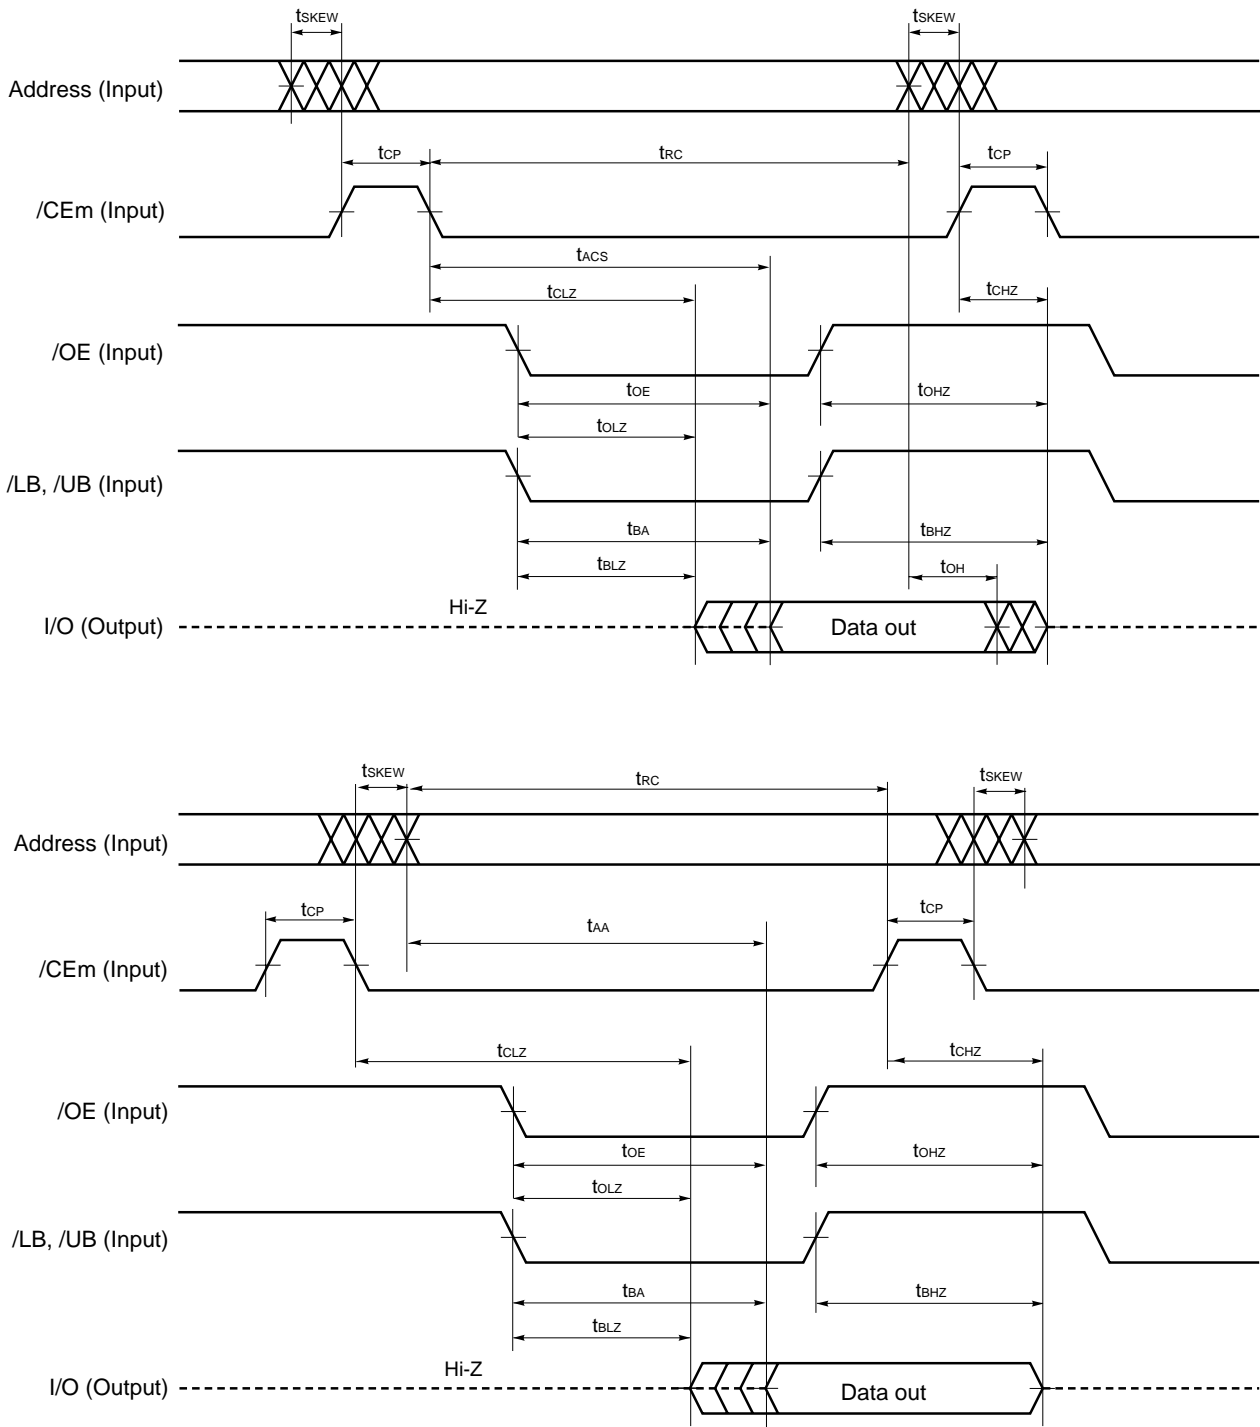 tSKEW tSKEW
Address (Input)
tCP tRC tCP
/CEm (Input)
tACS
tCLZ tCHZ
/OE (Input)
tOE tOHZ
tOLZ
/LB, /UB (Input)
tBA tBHZ
tBLZ tOH
Hi-Z
I/O (Output) Data out
tSKEW tRC tSKEW
Address (Input)
tCP tAA tCP
/CEm (Input)
tCLZ tCHZ
/OE (Input)
tOE tOHZ
tOLZ
/LB, /UB (Input)
tBA tBHZ
tBLZ
Hi-Z
I/O (Output) Data out